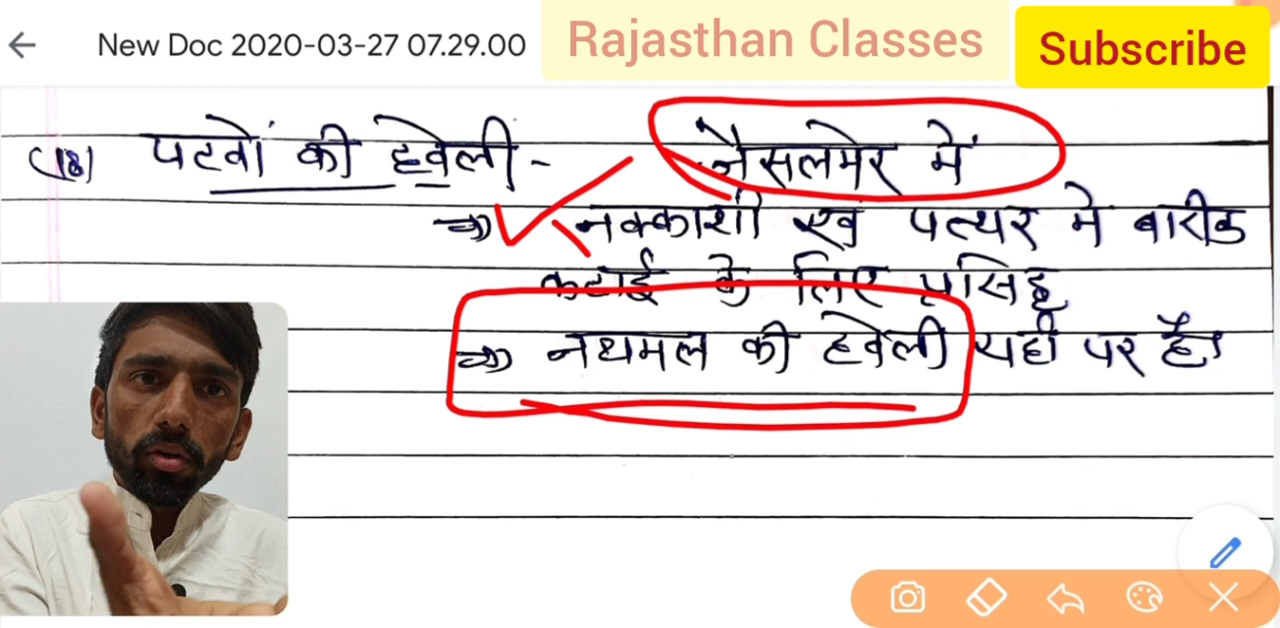 New Doc 2020-03-27 07.29.00
Rajasthan Classes
Subscribe
(18) पटवों की हवेली - जैसलमेर में
⇒ नक्काशी एवं पत्थर मे बारीक
कटाई के लिए प्रसिद्ध
⇒ नथमल की हवेली यही पर है।